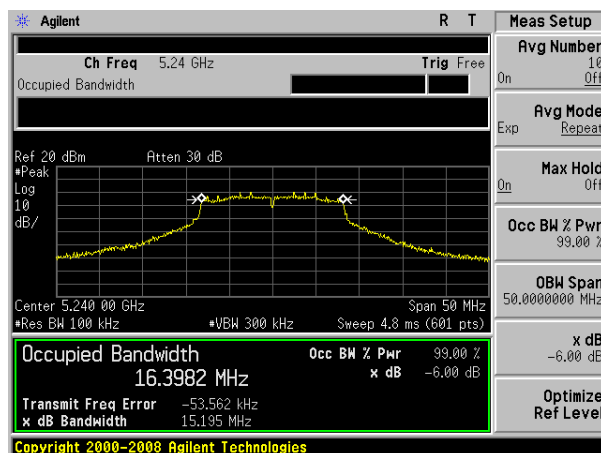 Agilent R T Meas Setup
Avg Number
10
On Off
Ch Freq 5.24 GHz Trig Free
Occupied Bandwidth
Avg Mode
Exp Repeat
Ref 20 dBm Atten 30 dB
#Peak
Log
10
dB/
Max Hold
On Off
Occ BW % Pwr
99.00 %
OBW Span
50.0000000 MHz
Center 5.240 00 GHz Span 50 MHz
#Res BW 100 kHz #VBW 300 kHz Sweep 4.8 ms (601 pts)
x dB
-6.00 dB
Occupied Bandwidth Occ BW % Pwr 99.00 %
16.3982 MHz x dB -6.00 dB
Transmit Freq Error -53.562 kHz
x dB Bandwidth 15.195 MHz
Optimize
Ref Level
Copyright 2000-2008 Agilent Technologies